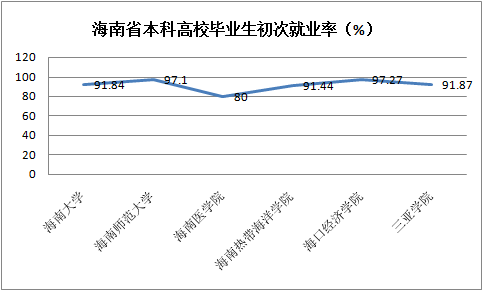 海南省本科高校毕业生初次就业率（%）
120
100
80
60
40
20
0
91.84
97.1
80
91.44
97.27
91.87
海南大学
海南师范大学
海南医学院
海南热带海洋学院
海口经济学院
三亚学院